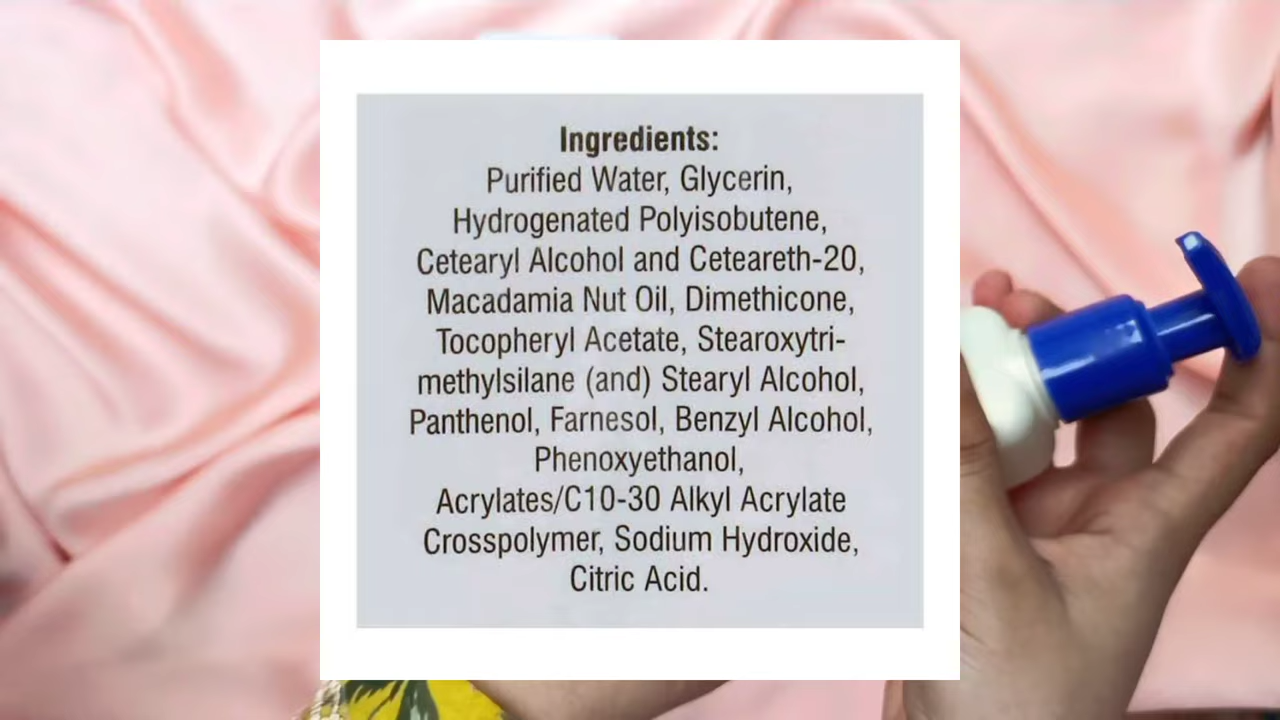 Ingredients:
Purified Water, Glycerin,
Hydrogenated Polyisobutene,
Cetearyl Alcohol and Ceteareth-20,
Macadamia Nut Oil, Dimethicone,
Tocopheryl Acetate, Stearoxytri-
methylsilane (and) Stearyl Alcohol,
Panthenol, Farnesol, Benzyl Alcohol,
Phenoxyethanol,
Acrylates/C10-30 Alkyl Acrylate
Crosspolymer, Sodium Hydroxide,
Citric Acid.